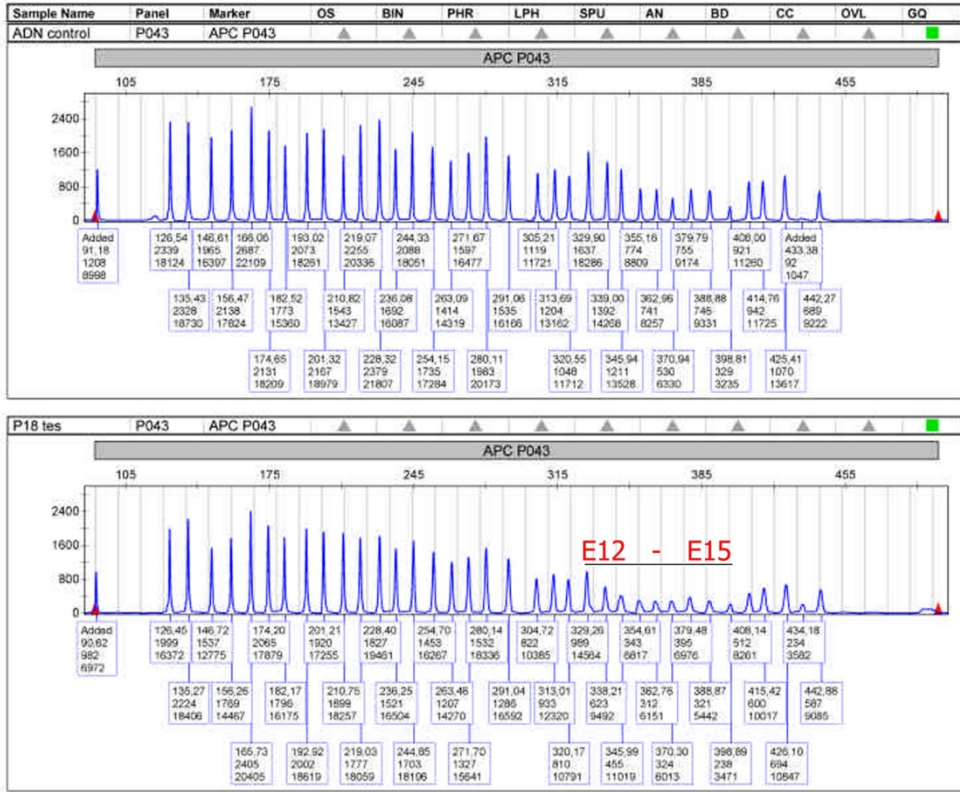 Sample Name Panel Marker OS BIN PHR LPH SPU AN BD CC OVL GQ
ADN control P043 APC P043
APC P043
105 175 245 315 385 455
2400
1600
800
0
Added 126,54 146,61 166,06 193,02 219,07 244,33 271,67 305,21 329,90 355,16 379,79 408,00 Added
91,18 2339 1965 2687 2073 2255 2088 1597 1119 1637 774 755 921 433,38
1208 18124 16397 22109 18261 20336 18051 16477 11721 18286 8809 9174 11260 92
8998 1047
135,43 156,47 182,52 210,82 236,08 263,09 291,06 313,69 339,00 362,96 388,88 414,76 442,27
2328 2138 1773 1543 1692 1414 1535 1204 1392 741 745 942 689
18730 17824 15360 13427 16087 14319 16166 13162 14268 8257 9331 11725 9222
174,65 201,32 228,32 254,15 280,11 320,55 345,94 370,94 398,81 425,41
2131 2167 2379 1735 1983 1048 1211 530 329 1070
18209 18979 21807 17284 20173 11712 13528 6330 3235 13617
P18 tes P043 APC P043
APC P043
105 175 245 315 385 455
2400
1600
800
0
E12 - E15
Added 126,45 146,72 174,20 201,21 228,40 254,70 280,14 304,72 329,26 354,61 379,48 408,14 434,18
90,62 1999 1537 2065 1920 1827 1453 1532 822 989 343 395 512 234
982 16372 12775 17879 17255 19461 16267 18336 10385 14564 6817 6976 8261 3582
6972
135,27 156,26 182,17 210,75 236,25 263,46 291,04 313,01 338,21 362,76 388,87 415,42 442,86
2224 1769 1796 1899 1521 1207 1286 933 623 312 321 600 587
18406 14467 16175 18257 16504 14270 16592 12320 9492 6151 5442 10017 9085
165,73 192,92 219,03 244,85 271,70 320,17 345,99 370,30 398,89 426,10
2405 2002 1777 1703 1327 810 455 324 238 694
20405 18619 18059 18196 15641 10791 11019 6013 3471 10847